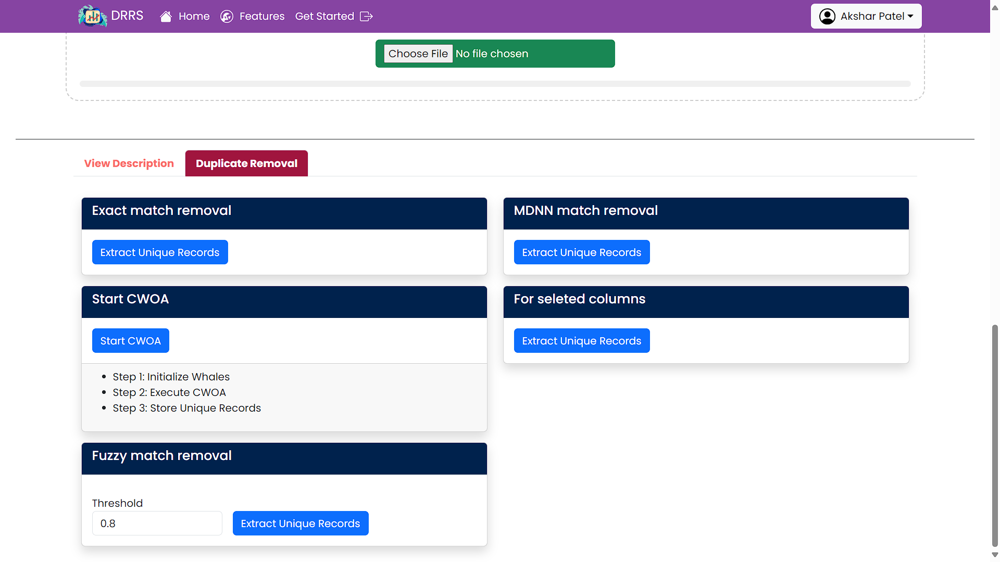 DRRS Home Features Get Started Akshar Patel
Choose File No file chosen
View Description Duplicate Removal
Exact match removal
Extract Unique Records
MDNN match removal
Extract Unique Records
Start CWOA
Start CWOA
Step 1: Initialize Whales
Step 2: Execute CWOA
Step 3: Store Unique Records
For seleted columns
Extract Unique Records
Fuzzy match removal
Threshold
0.8 Extract Unique Records